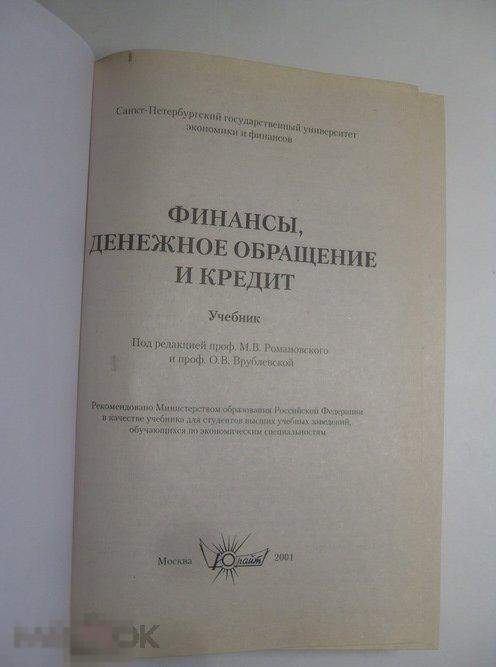 Санкт-Петербургский государственный университет
экономики и финансов
ФИНАНСЫ,
ДЕНЕЖНОЕ ОБРАЩЕНИЕ
И КРЕДИТ
Учебник
Под редакцией проф. М.В. Романовского
и проф. О.В. Врублевской
Рекомендовано Министерством образования Российской Федерации
в качестве учебника для студентов высших учебных заведений,
обучающихся по экономическим специальностям
Москва Юрайт 2001